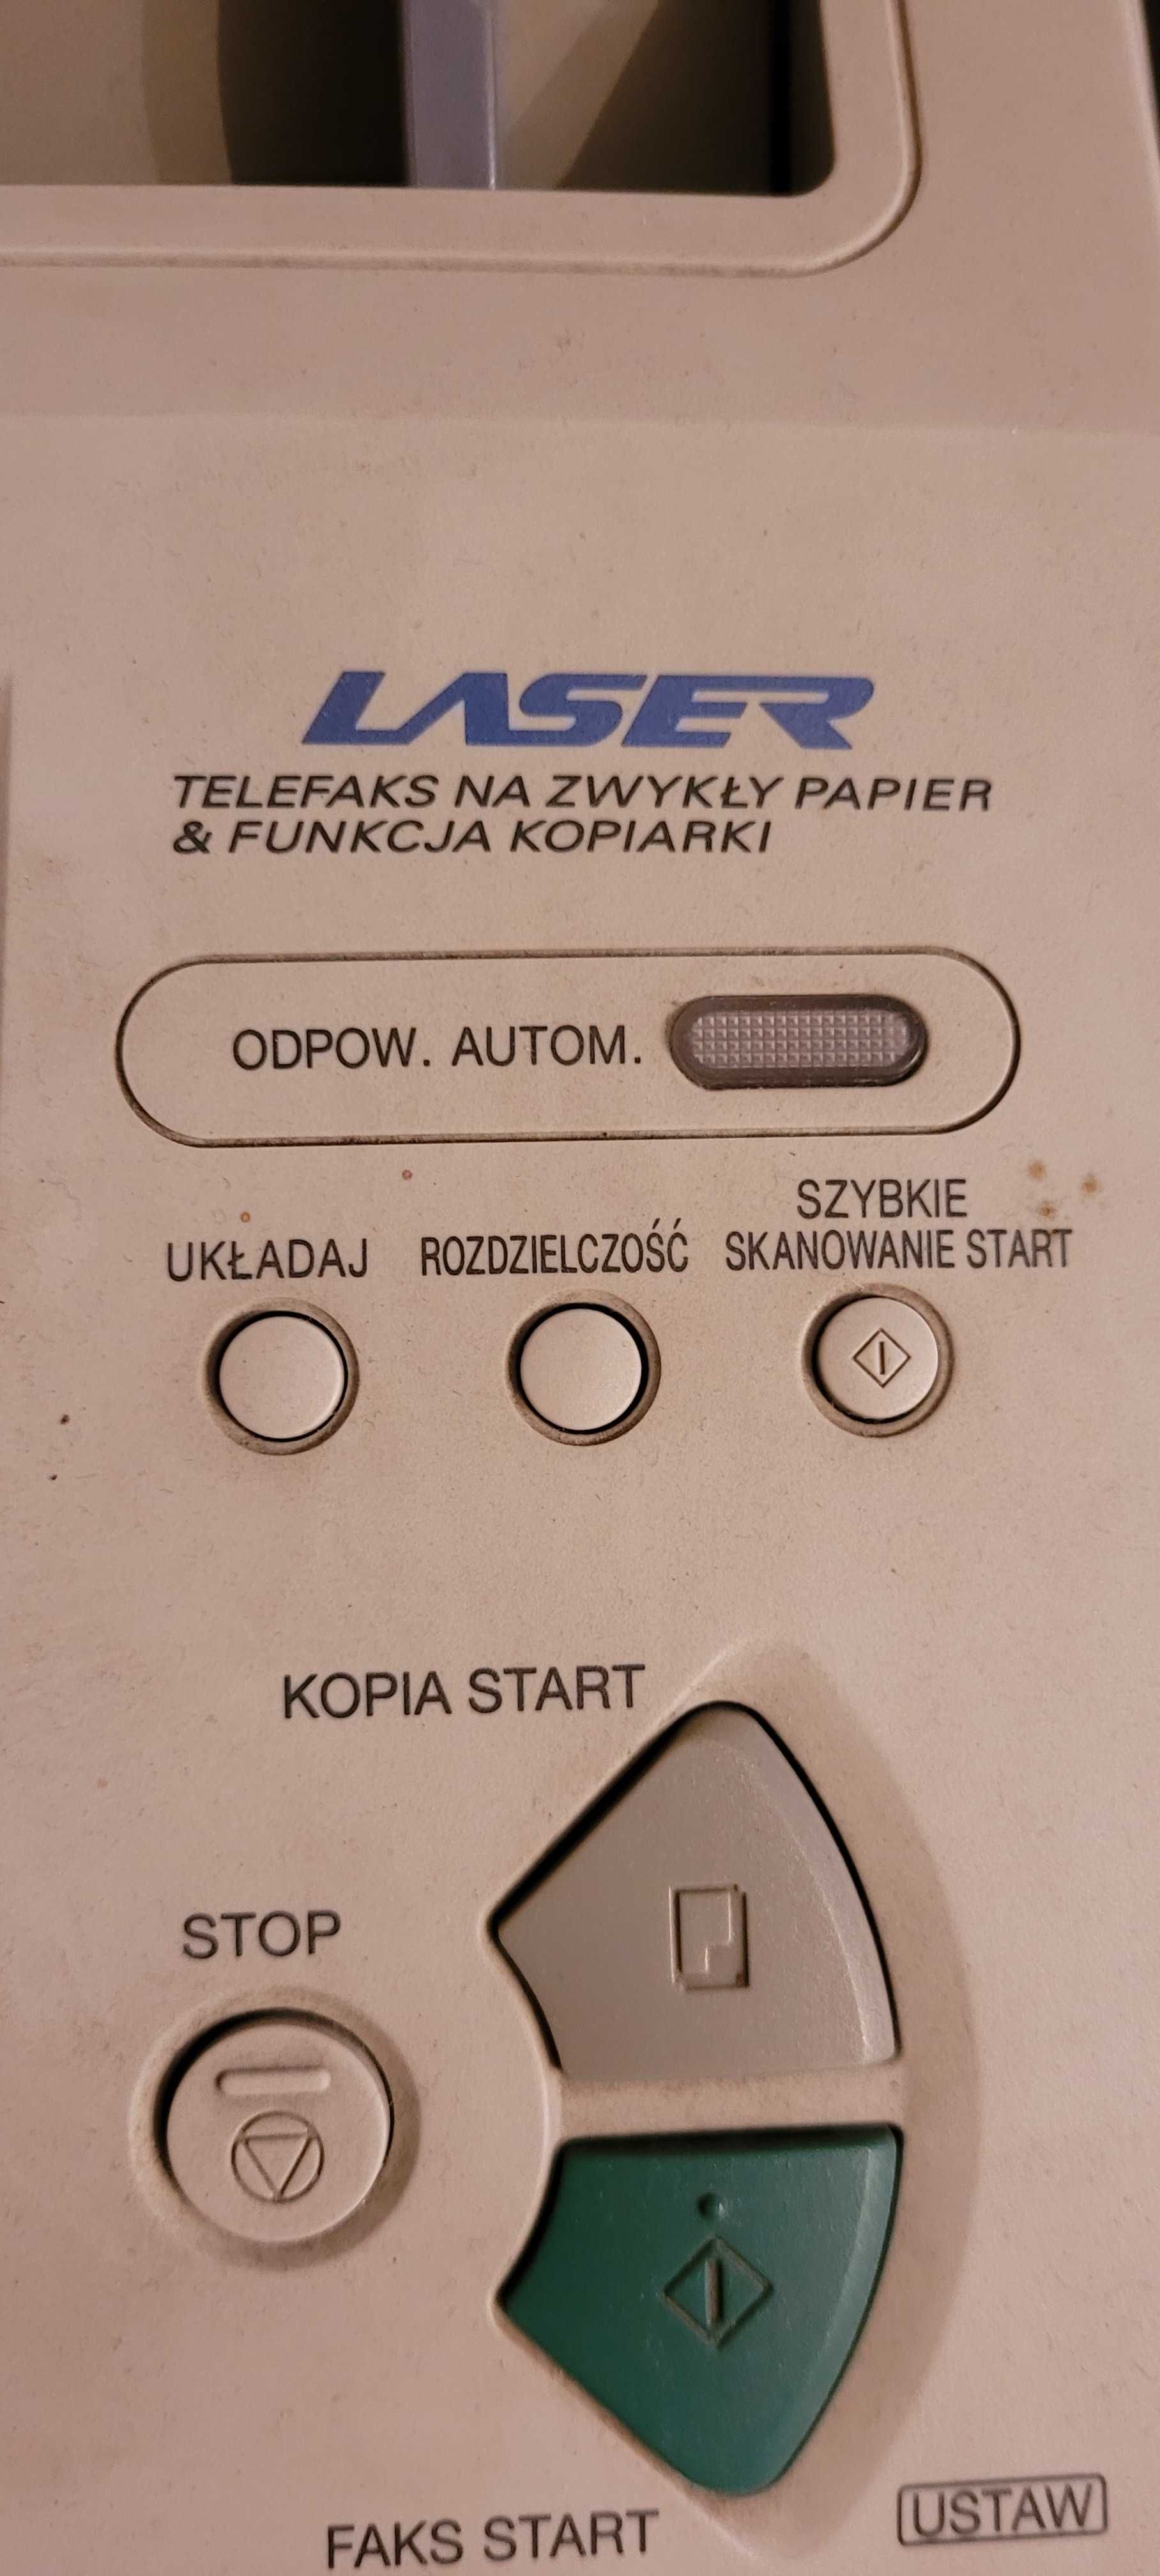 LASER
TELEFAKS NA ZWYKŁY PAPIER
& FUNKCJA KOPIARKI
ODPOW. AUTOM.
UKŁADAJ
ROZDZIELCZOŚĆ
SZYBKIE
SKANOWANIE START
KOPIA START
STOP
FAKS START
USTAW